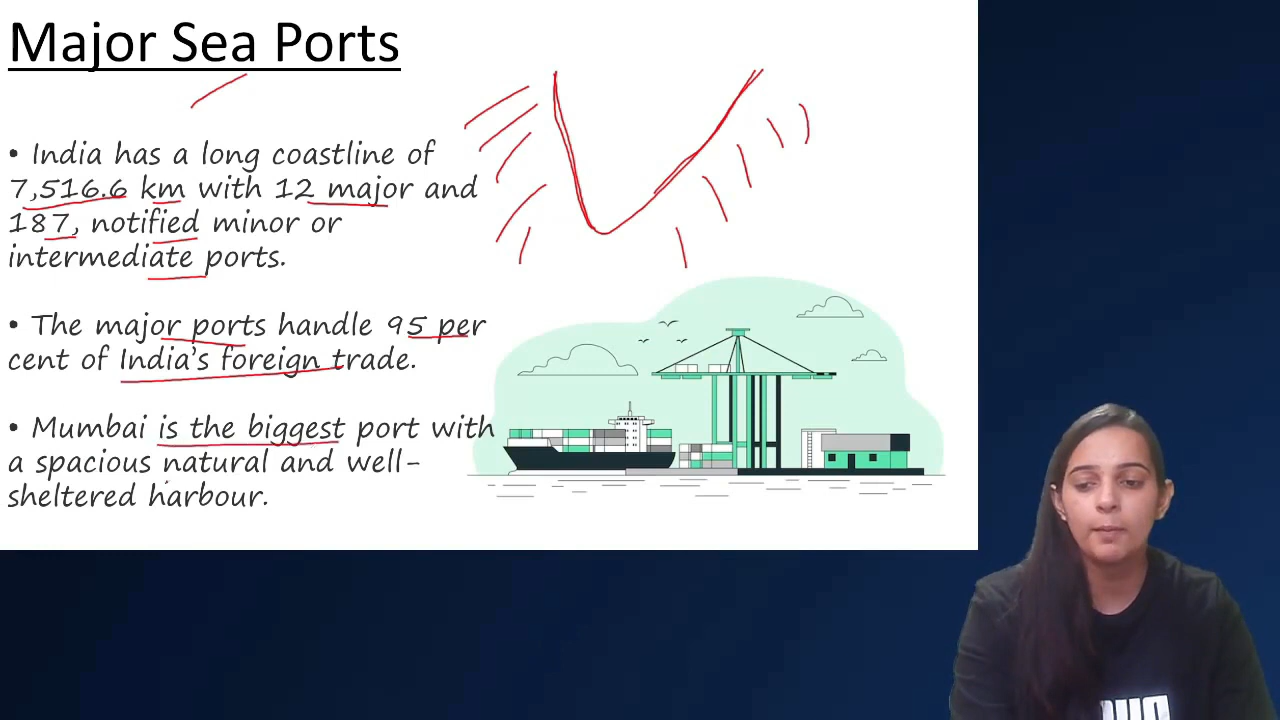 Major Sea Ports
• India has a long coastline of
7,516.6 km with 12 major and
187, notified minor or
intermediate ports.
• The major ports handle 95 per
cent of India's foreign trade.
• Mumbai is the biggest port with
a spacious natural and well-
sheltered harbour.